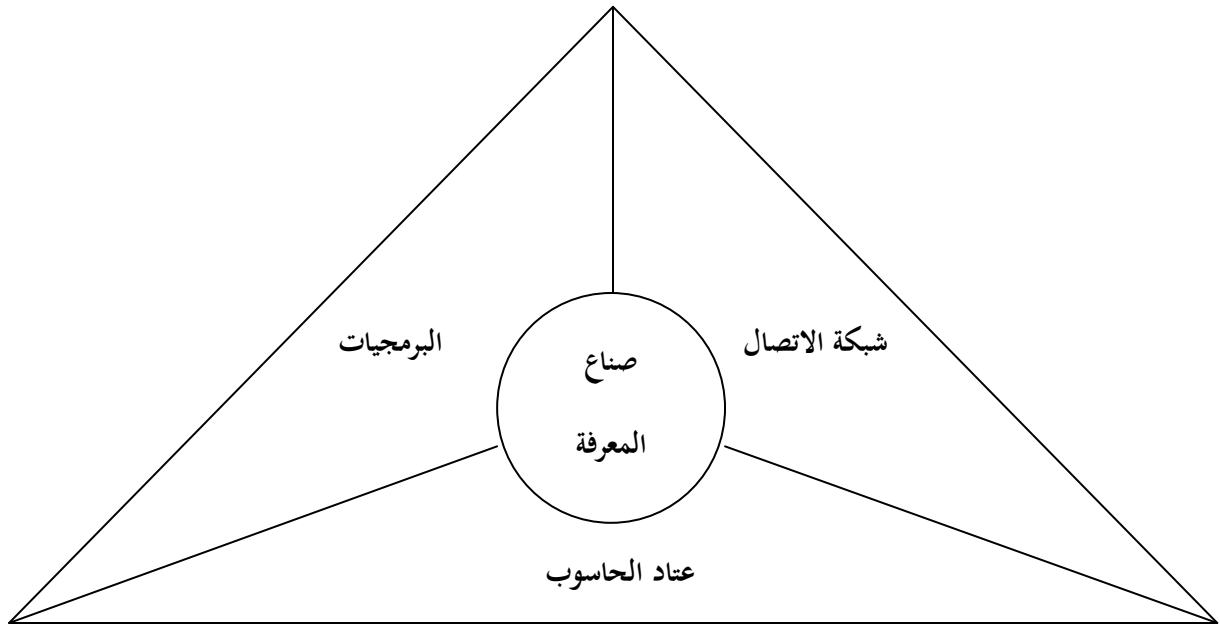 شبكة الاتصال
البرمجيات
صناع
المعرفة
عتاد الحاسوب